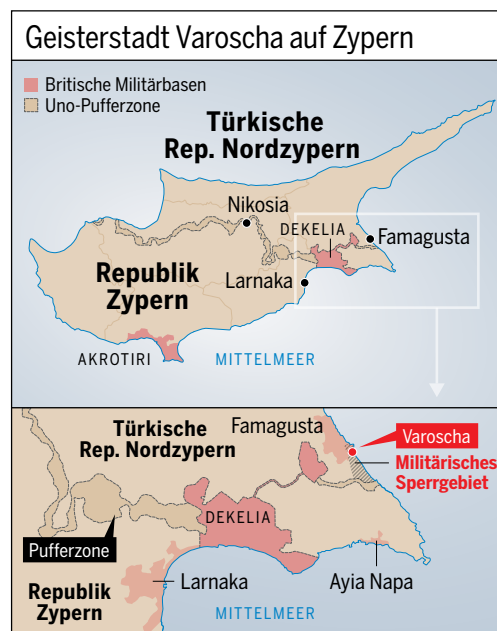 Geisterstadt Varoscha auf Zypern
Britische Militärbasen
Uno-Pufferzone
Türkische
Rep. Nordzypern
Nikosia
DEKELIA
Famagusta
Republik
Zypern
Larnaka
AKROTIRI
MITTELMEER
Türkische
Rep. Nordzypern
Famagusta
Varoscha
Militärisches
Sperrgebiet
DEKELIA
Pufferzone
Republik
Zypern
Larnaka
Ayia Napa
MITTELMEER